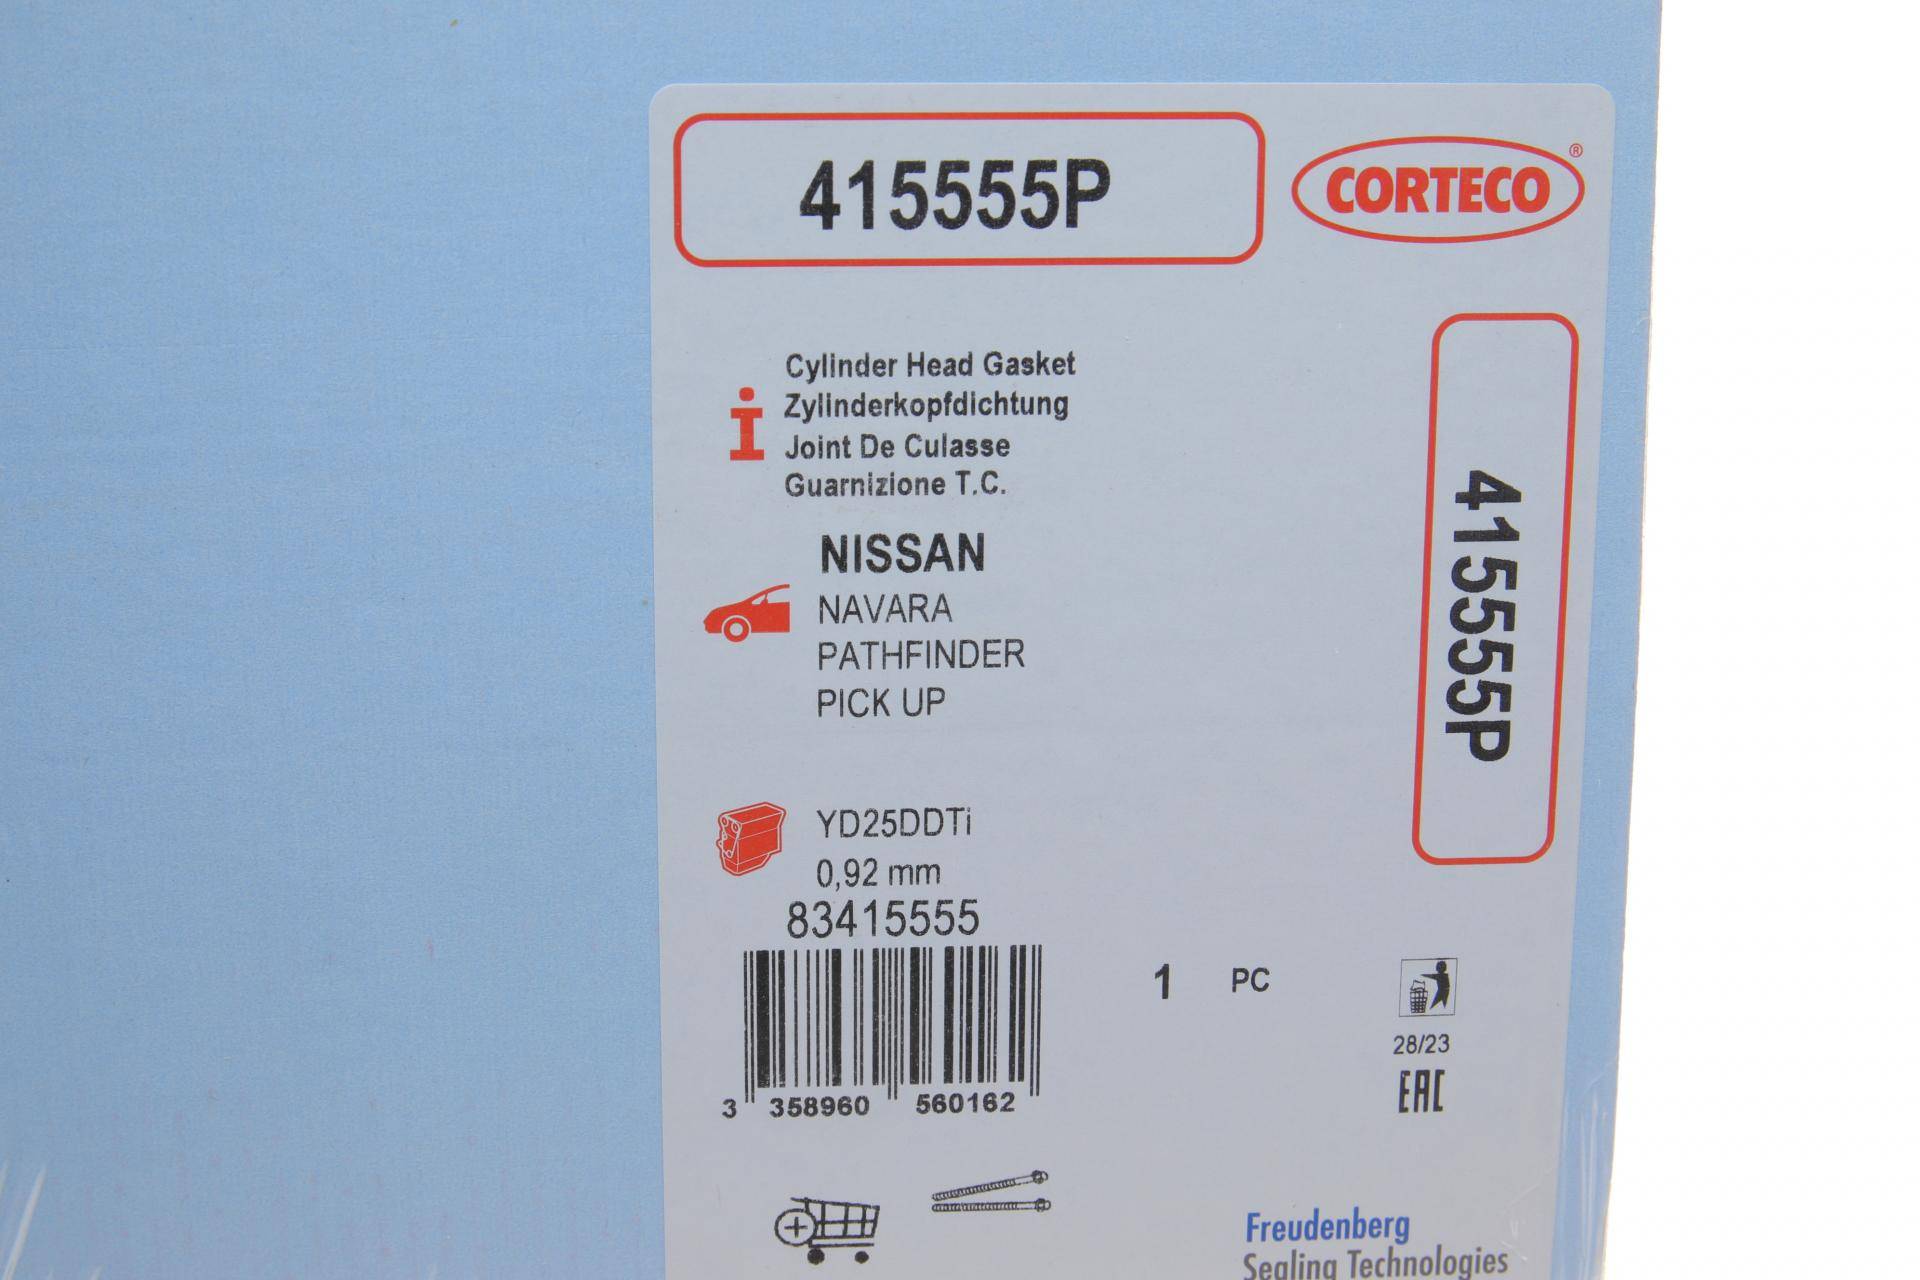 415555P
CORTECO®
Cylinder Head Gasket
Zylinderkopfdichtung
Joint De Culasse
Guarnizione T.C.
NISSAN
NAVARA
PATHFINDER
PICK UP
415555P
YD25DDTi
0,92 mm
83415555
1 PC
28/23
EAC
3 358960 560162
Freudenberg
Sealing Technologies